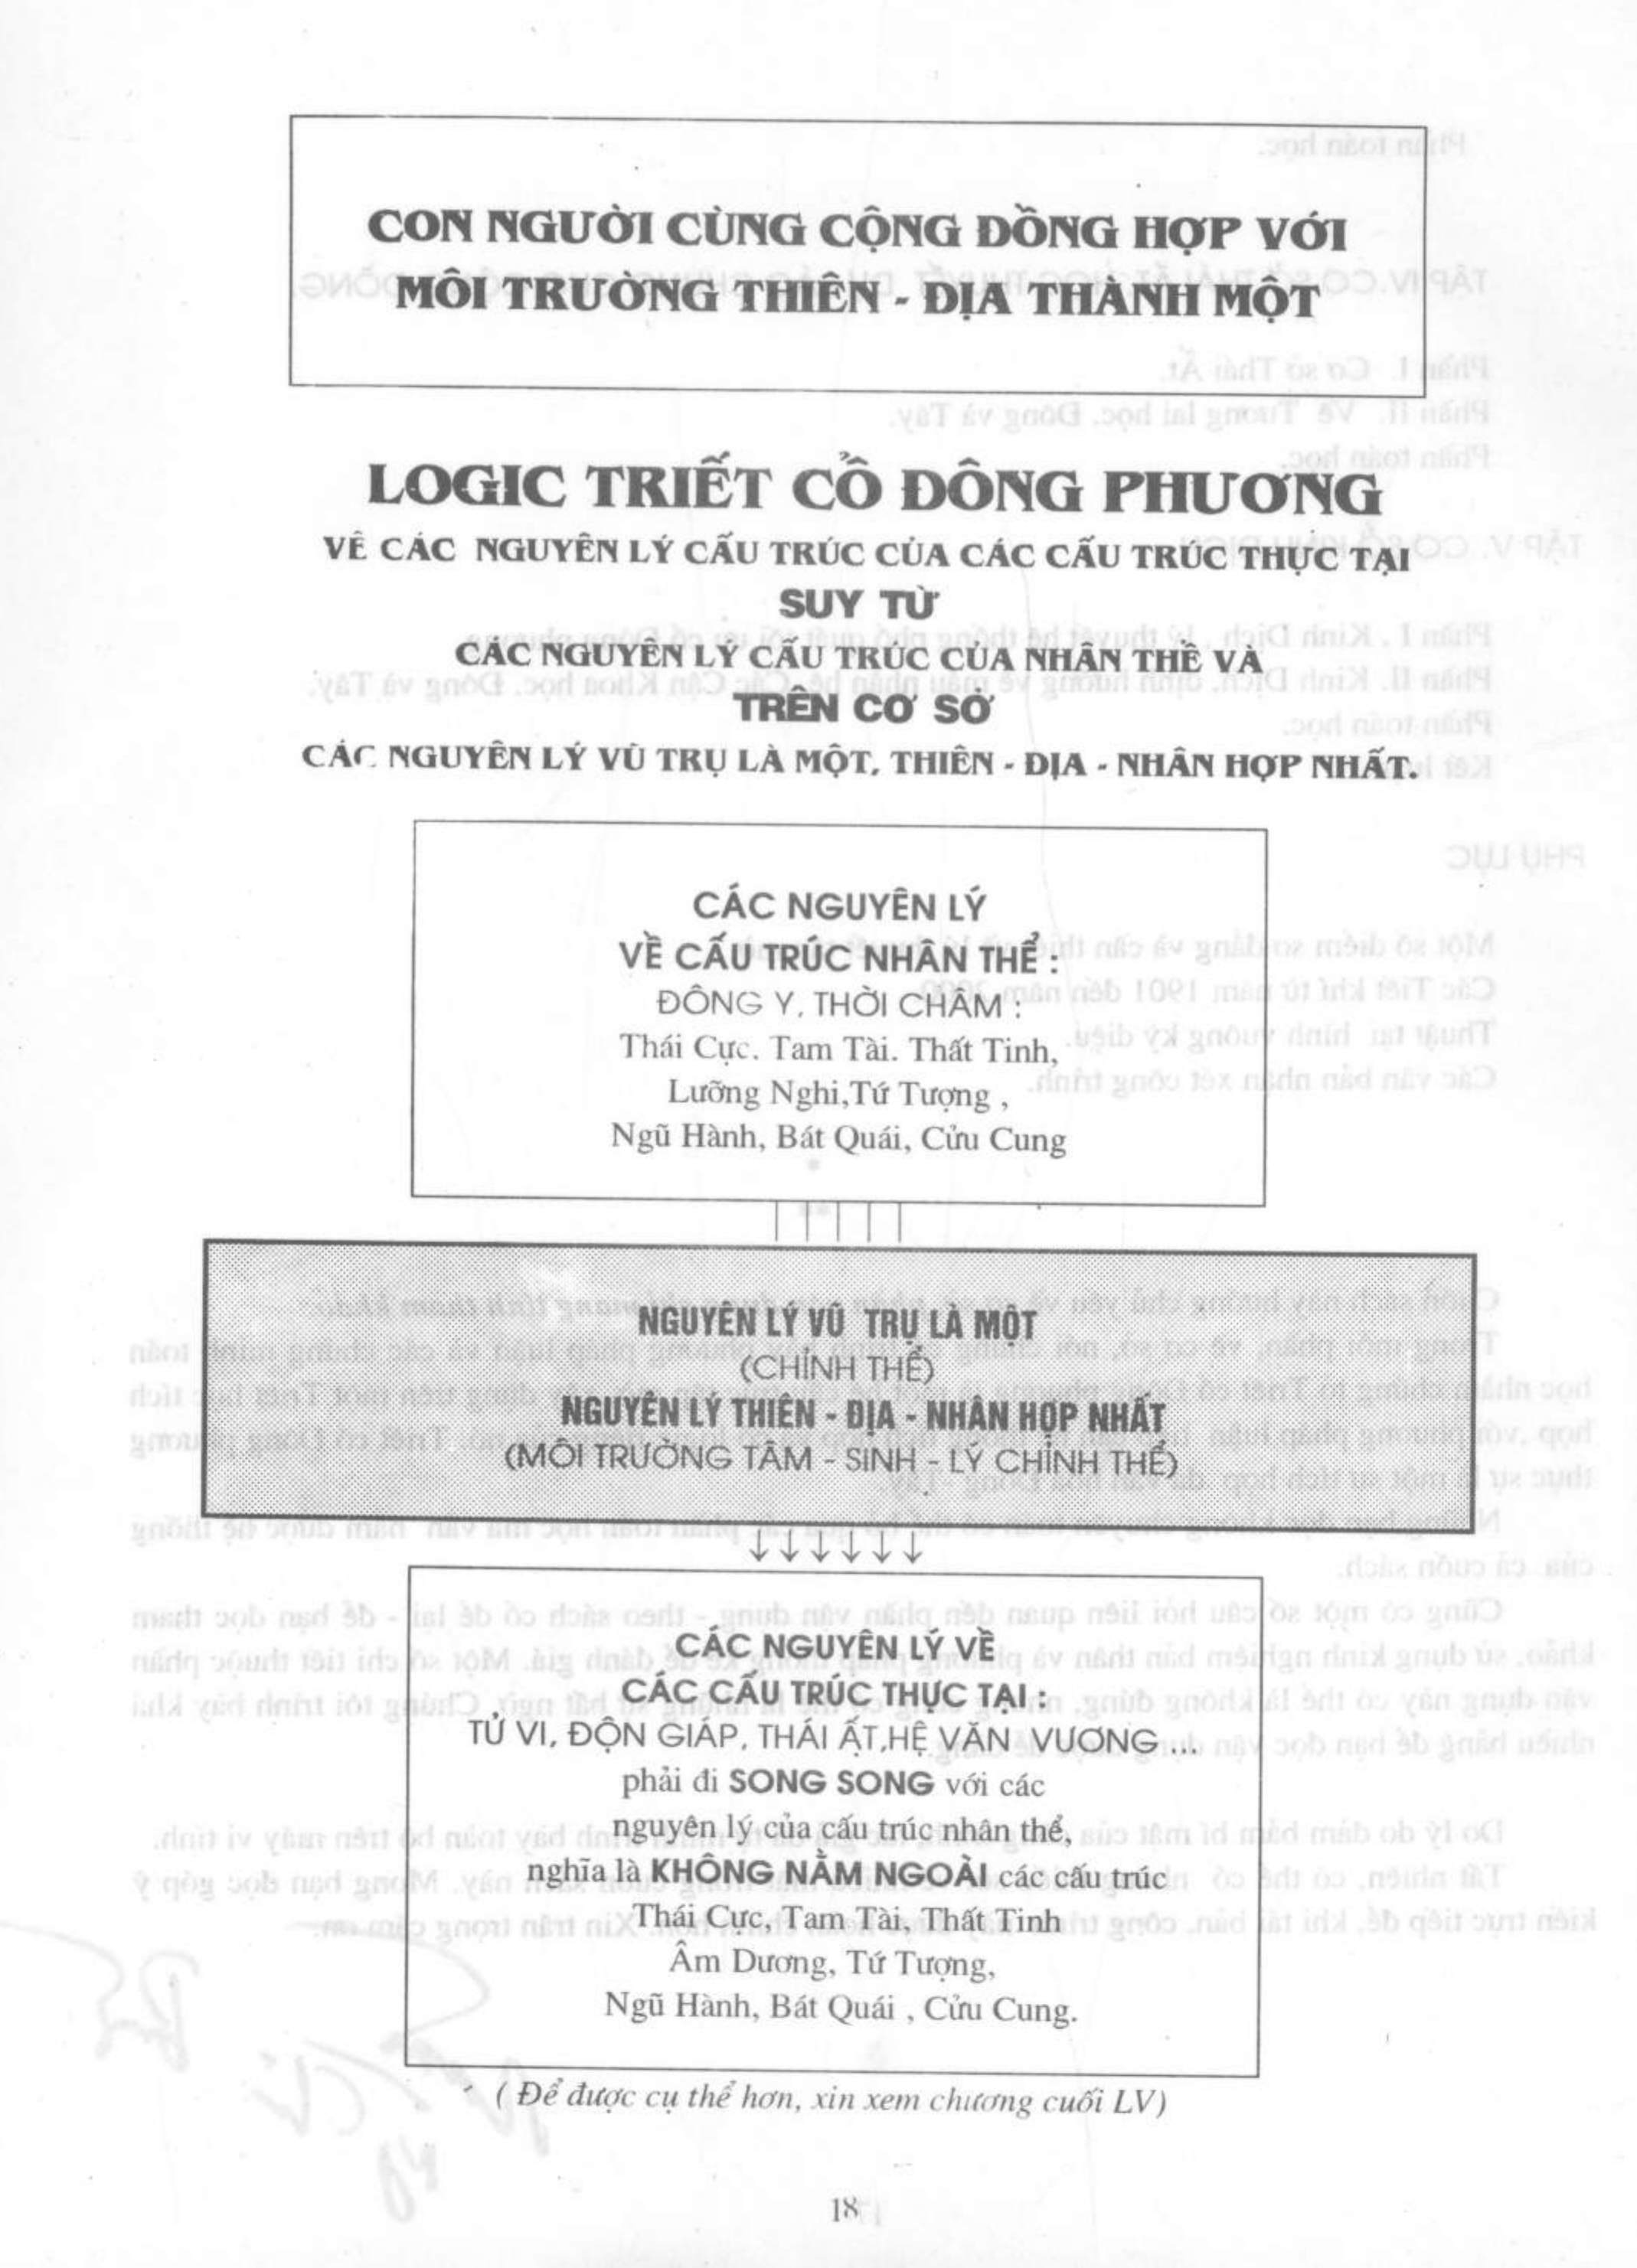 CON NGƯỜI CÙNG CỘNG ĐỒNG HỢP VỚI
MÔI TRƯỜNG THIÊN - ĐỊA THÀNH MỘT
LOGIC TRIẾT CỔ ĐÔNG PHƯƠNG
VỀ CÁC NGUYÊN LÝ CẤU TRÚC CỦA CÁC CẤU TRÚC THỰC TẠI
SUY TỪ
CÁC NGUYÊN LÝ CẤU TRÚC CỦA NHÂN THỂ VÀ
TRÊN CƠ SỞ
CÁC NGUYÊN LÝ VŨ TRỤ LÀ MỘT, THIÊN - ĐỊA - NHÂN HỢP NHẤT.
CÁC NGUYÊN LÝ
VỀ CẤU TRÚC NHÂN THỂ :
ĐÔNG Y, THỜI CHÂM :
Thái Cực. Tam Tài. Thất Tinh,
Lưỡng Nghi,Tứ Tượng ,
Ngũ Hành, Bát Quái, Cửu Cung
NGUYÊN LÝ VŨ TRỤ LÀ MỘT
(CHỈNH THỂ)
NGUYÊN LÝ THIÊN - ĐỊA - NHÂN HỢP NHẤT
(MÔI TRƯỜNG TÂM - SINH - LÝ CHỈNH THỂ)
CÁC NGUYÊN LÝ VỀ
CÁC CẤU TRÚC THỰC TẠI :
TỬ VI, ĐỘN GIÁP, THÁI ẤT,HỆ VĂN VƯƠNG ...
phải đi SONG SONG với các
nguyên lý của cấu trúc nhân thể,
nghĩa là KHÔNG NẰM NGOÀI các cấu trúc
Thái Cực, Tam Tài, Thất Tinh
Âm Dương, Tứ Tượng,
Ngũ Hành, Bát Quái , Cửu Cung.
( Để được cụ thể hơn, xin xem chương cuối LV)
18